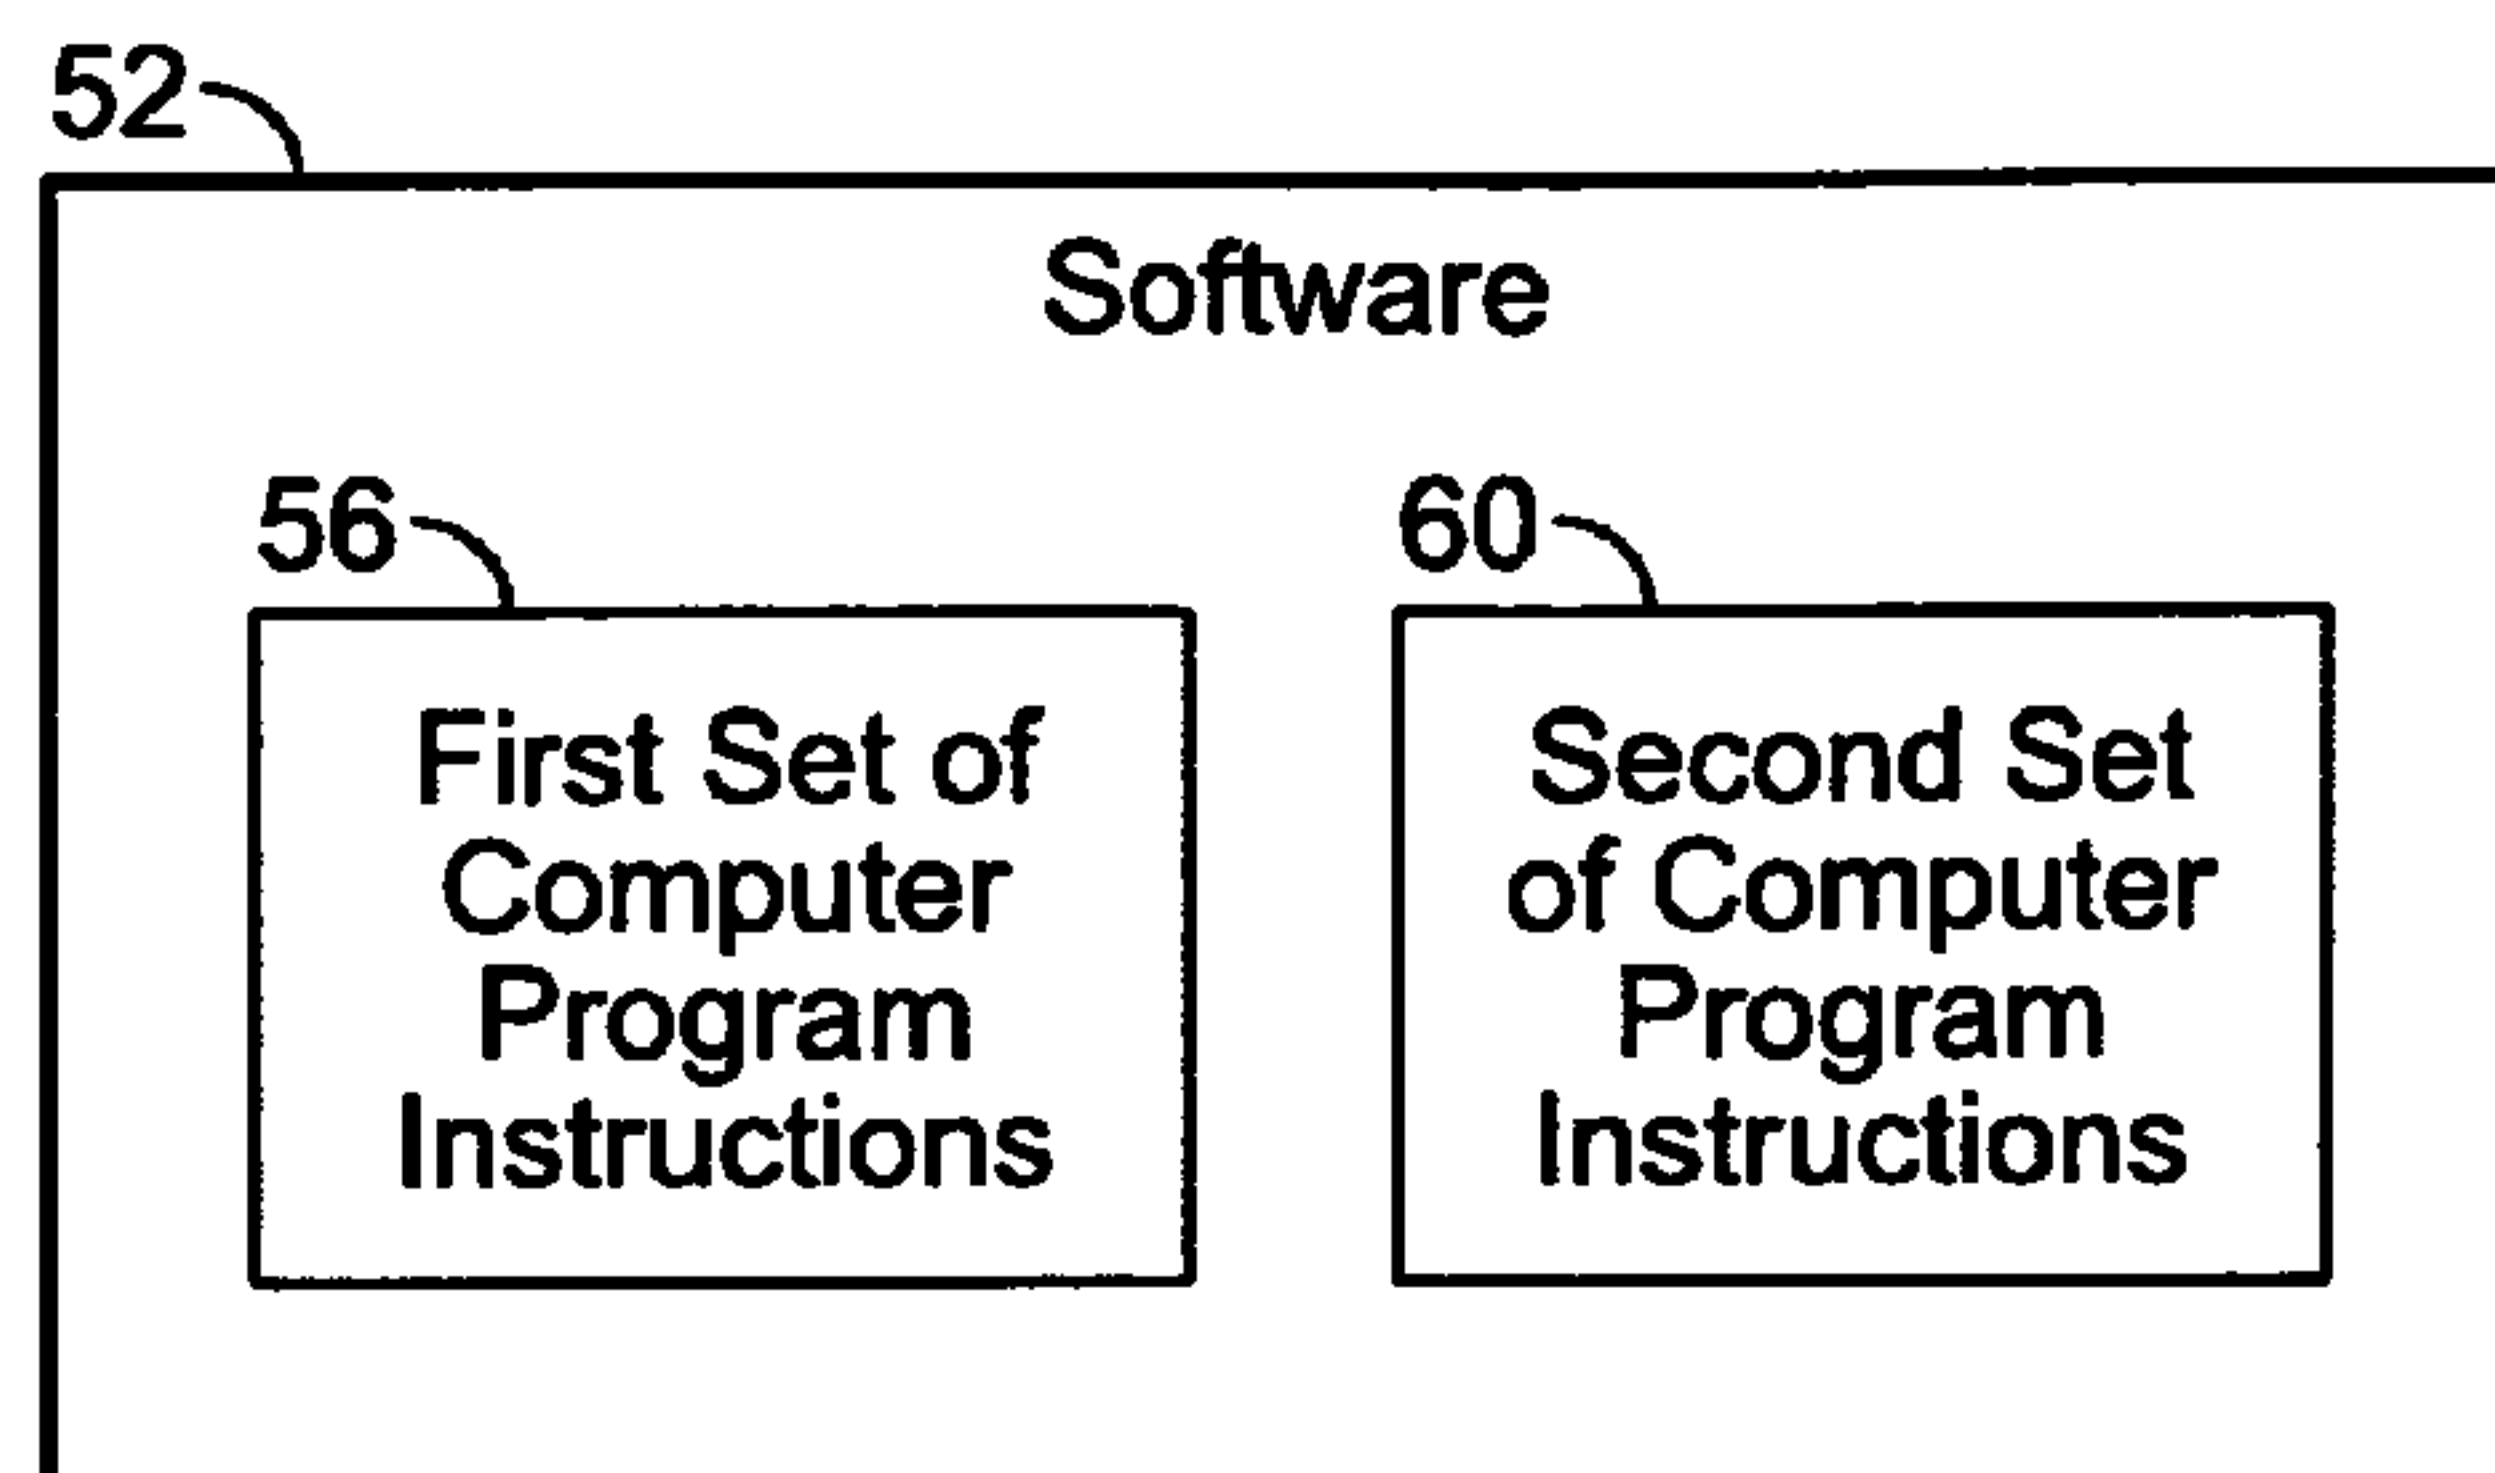 52
Software
56
First Set of
Computer
Program
Instructions
60
Second Set
of Computer
Program
Instructions